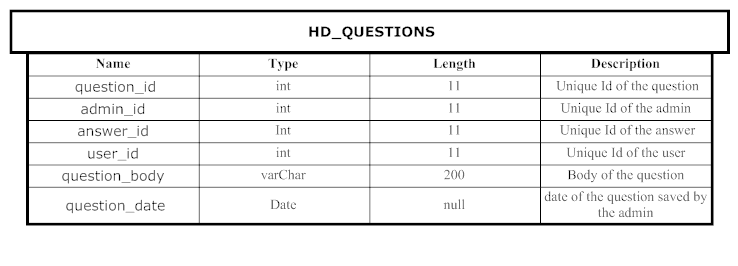 HD_QUESTIONS
Name Type Length Description
question_id int 11 Unique Id of the question
admin_id int 11 Unique Id of the admin
answer_id Int 11 Unique Id of the answer
user_id int 11 Unique Id of the user
question_body varChar 200 Body of the question
question_date Date null date of the question saved by
the admin